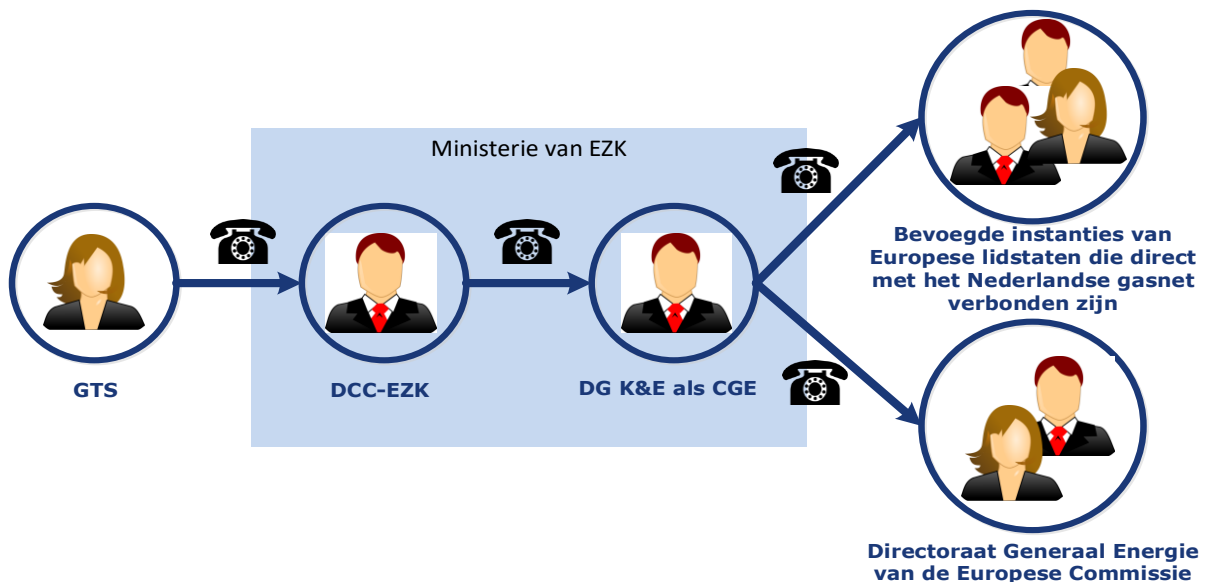 Ministerie van EZK
GTS
DCC-EZK
DG K&E als CGE
Bevoegde instanties van
Europese lidstaten die direct
met het Nederlandse gasnet
verbonden zijn
Directoraat Generaal Energie
van de Europese Commissie